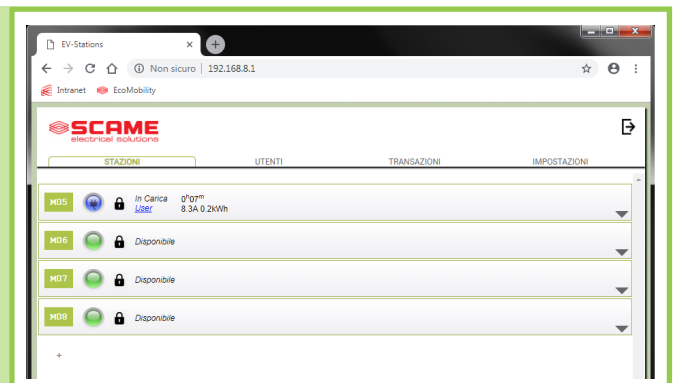 EV-Stations
Non sicuro | 192.168.8.1
Intranet EcoMobility
SCAME
electrical solutions
STAZIONI UTENTI TRANSAZIONI IMPOSTAZIONI
M05 In Carica 0h07m
User 8.3A 0.2kWh
M06 Disponibile
M07 Disponibile
M08 Disponibile
+